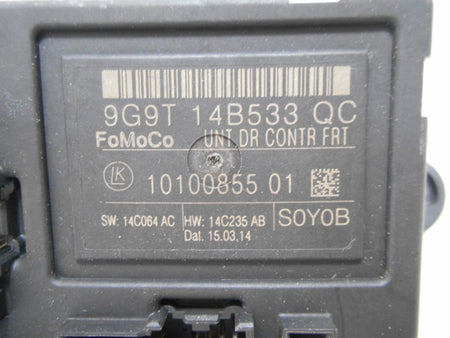 9G9T 14B533 QC
FoMoCo UNT DR CONTR FRT
LK 10100855 01
SW: 14C064 AC HW: 14C235 AB SOYOB
Dat. 15.03.14